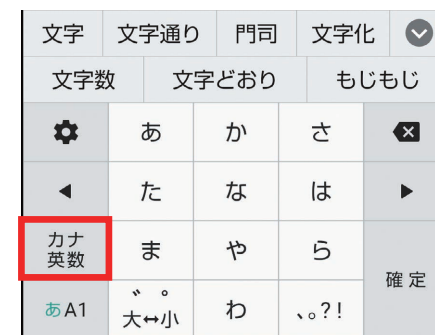 文字 文字通り 門司 文字化
文字数 文字どおり もじもじ
あ か さ
た な は
カナ
英数 ま や ら
確定
あA1 ゛゜
大↔小 わ 、。?!